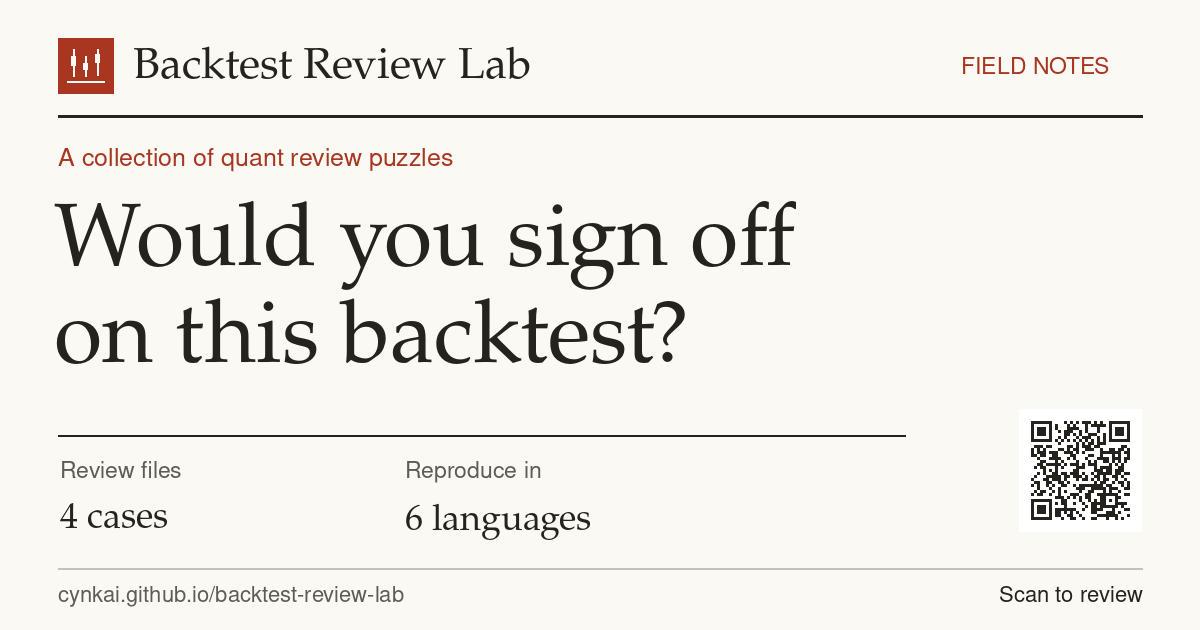 Backtest Review Lab
FIELD NOTES
A collection of quant review puzzles
Would you sign off
on this backtest?
Review files
4 cases
Reproduce in
6 languages
cynkai.github.io/backtest-review-lab
Scan to review